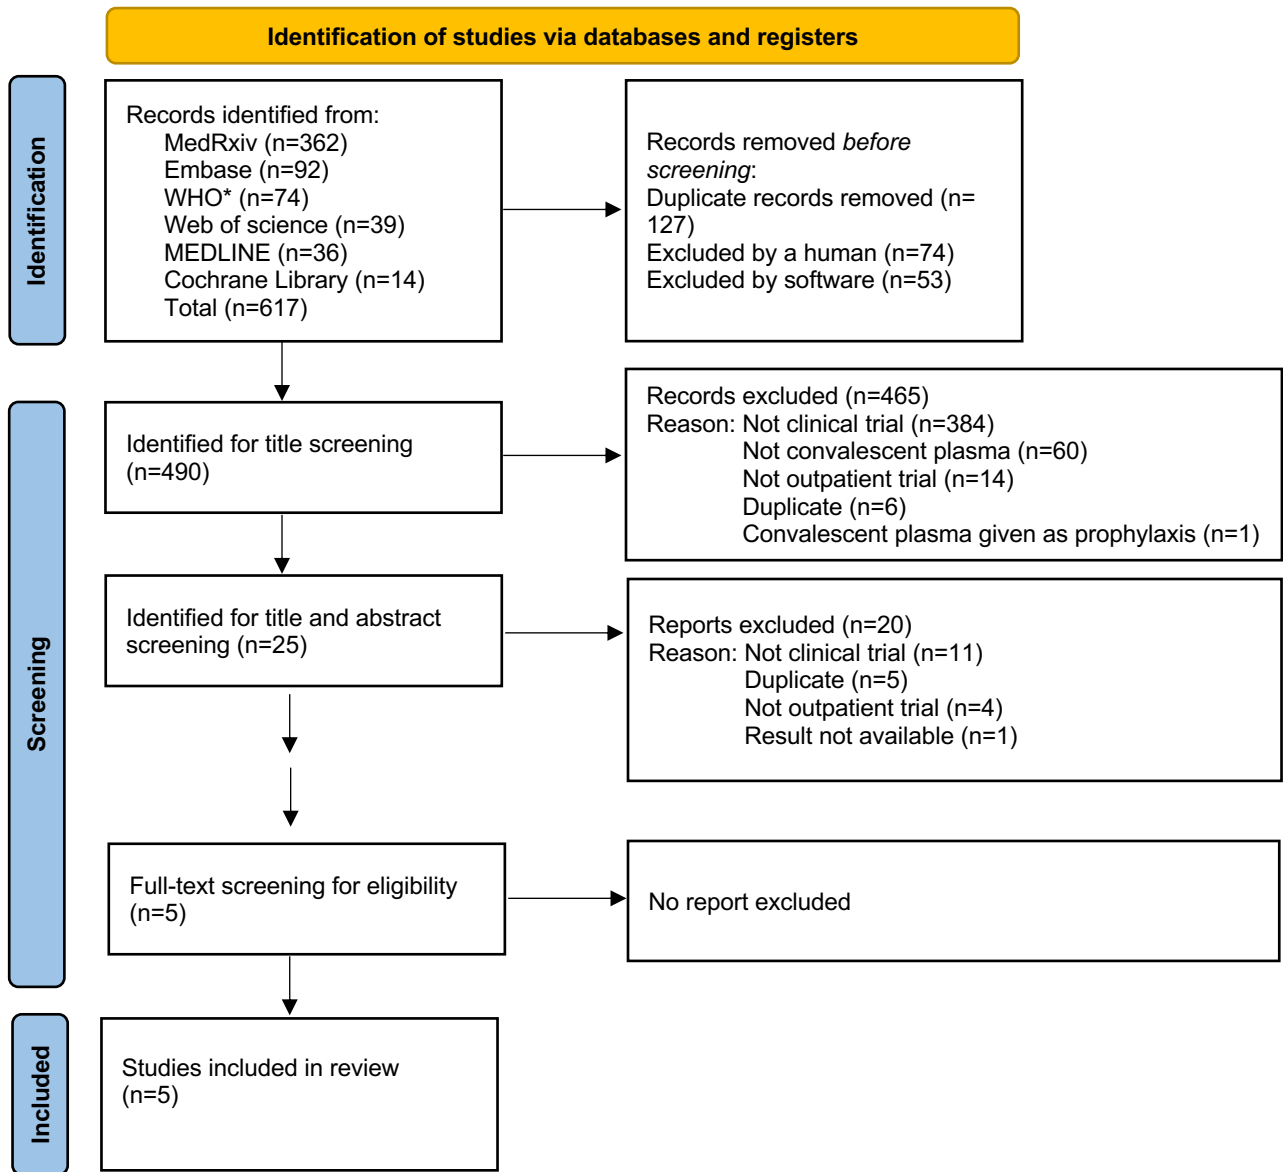 Identification of studies via databases and registers
Identification
Records identified from:
MedRxiv (n=362)
Embase (n=92)
WHO* (n=74)
Web of science (n=39)
MEDLINE (n=36)
Cochrane Library (n=14)
Total (n=617)
Records removed before
screening:
Duplicate records removed (n=
127)
Excluded by a human (n=74)
Excluded by software (n=53)
Screening
Identified for title screening
(n=490)
Records excluded (n=465)
Reason: Not clinical trial (n=384)
Not convalescent plasma (n=60)
Not outpatient trial (n=14)
Duplicate (n=6)
Convalescent plasma given as prophylaxis (n=1)
Identified for title and abstract
screening (n=25)
Reports excluded (n=20)
Reason: Not clinical trial (n=11)
Duplicate (n=5)
Not outpatient trial (n=4)
Result not available (n=1)
Full-text screening for eligibility
(n=5)
No report excluded
Included
Studies included in review
(n=5)